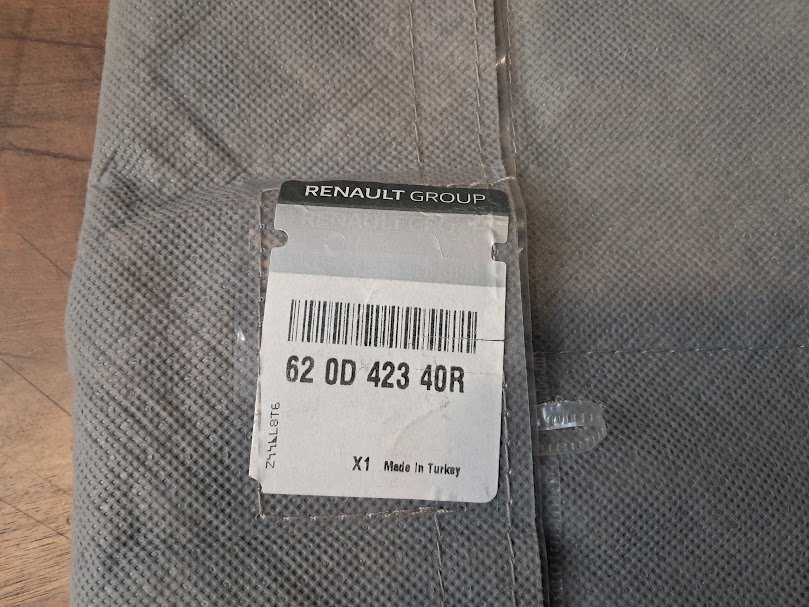 RENAULT GROUP
62 0D 423 40R
X1 Made In Turkey